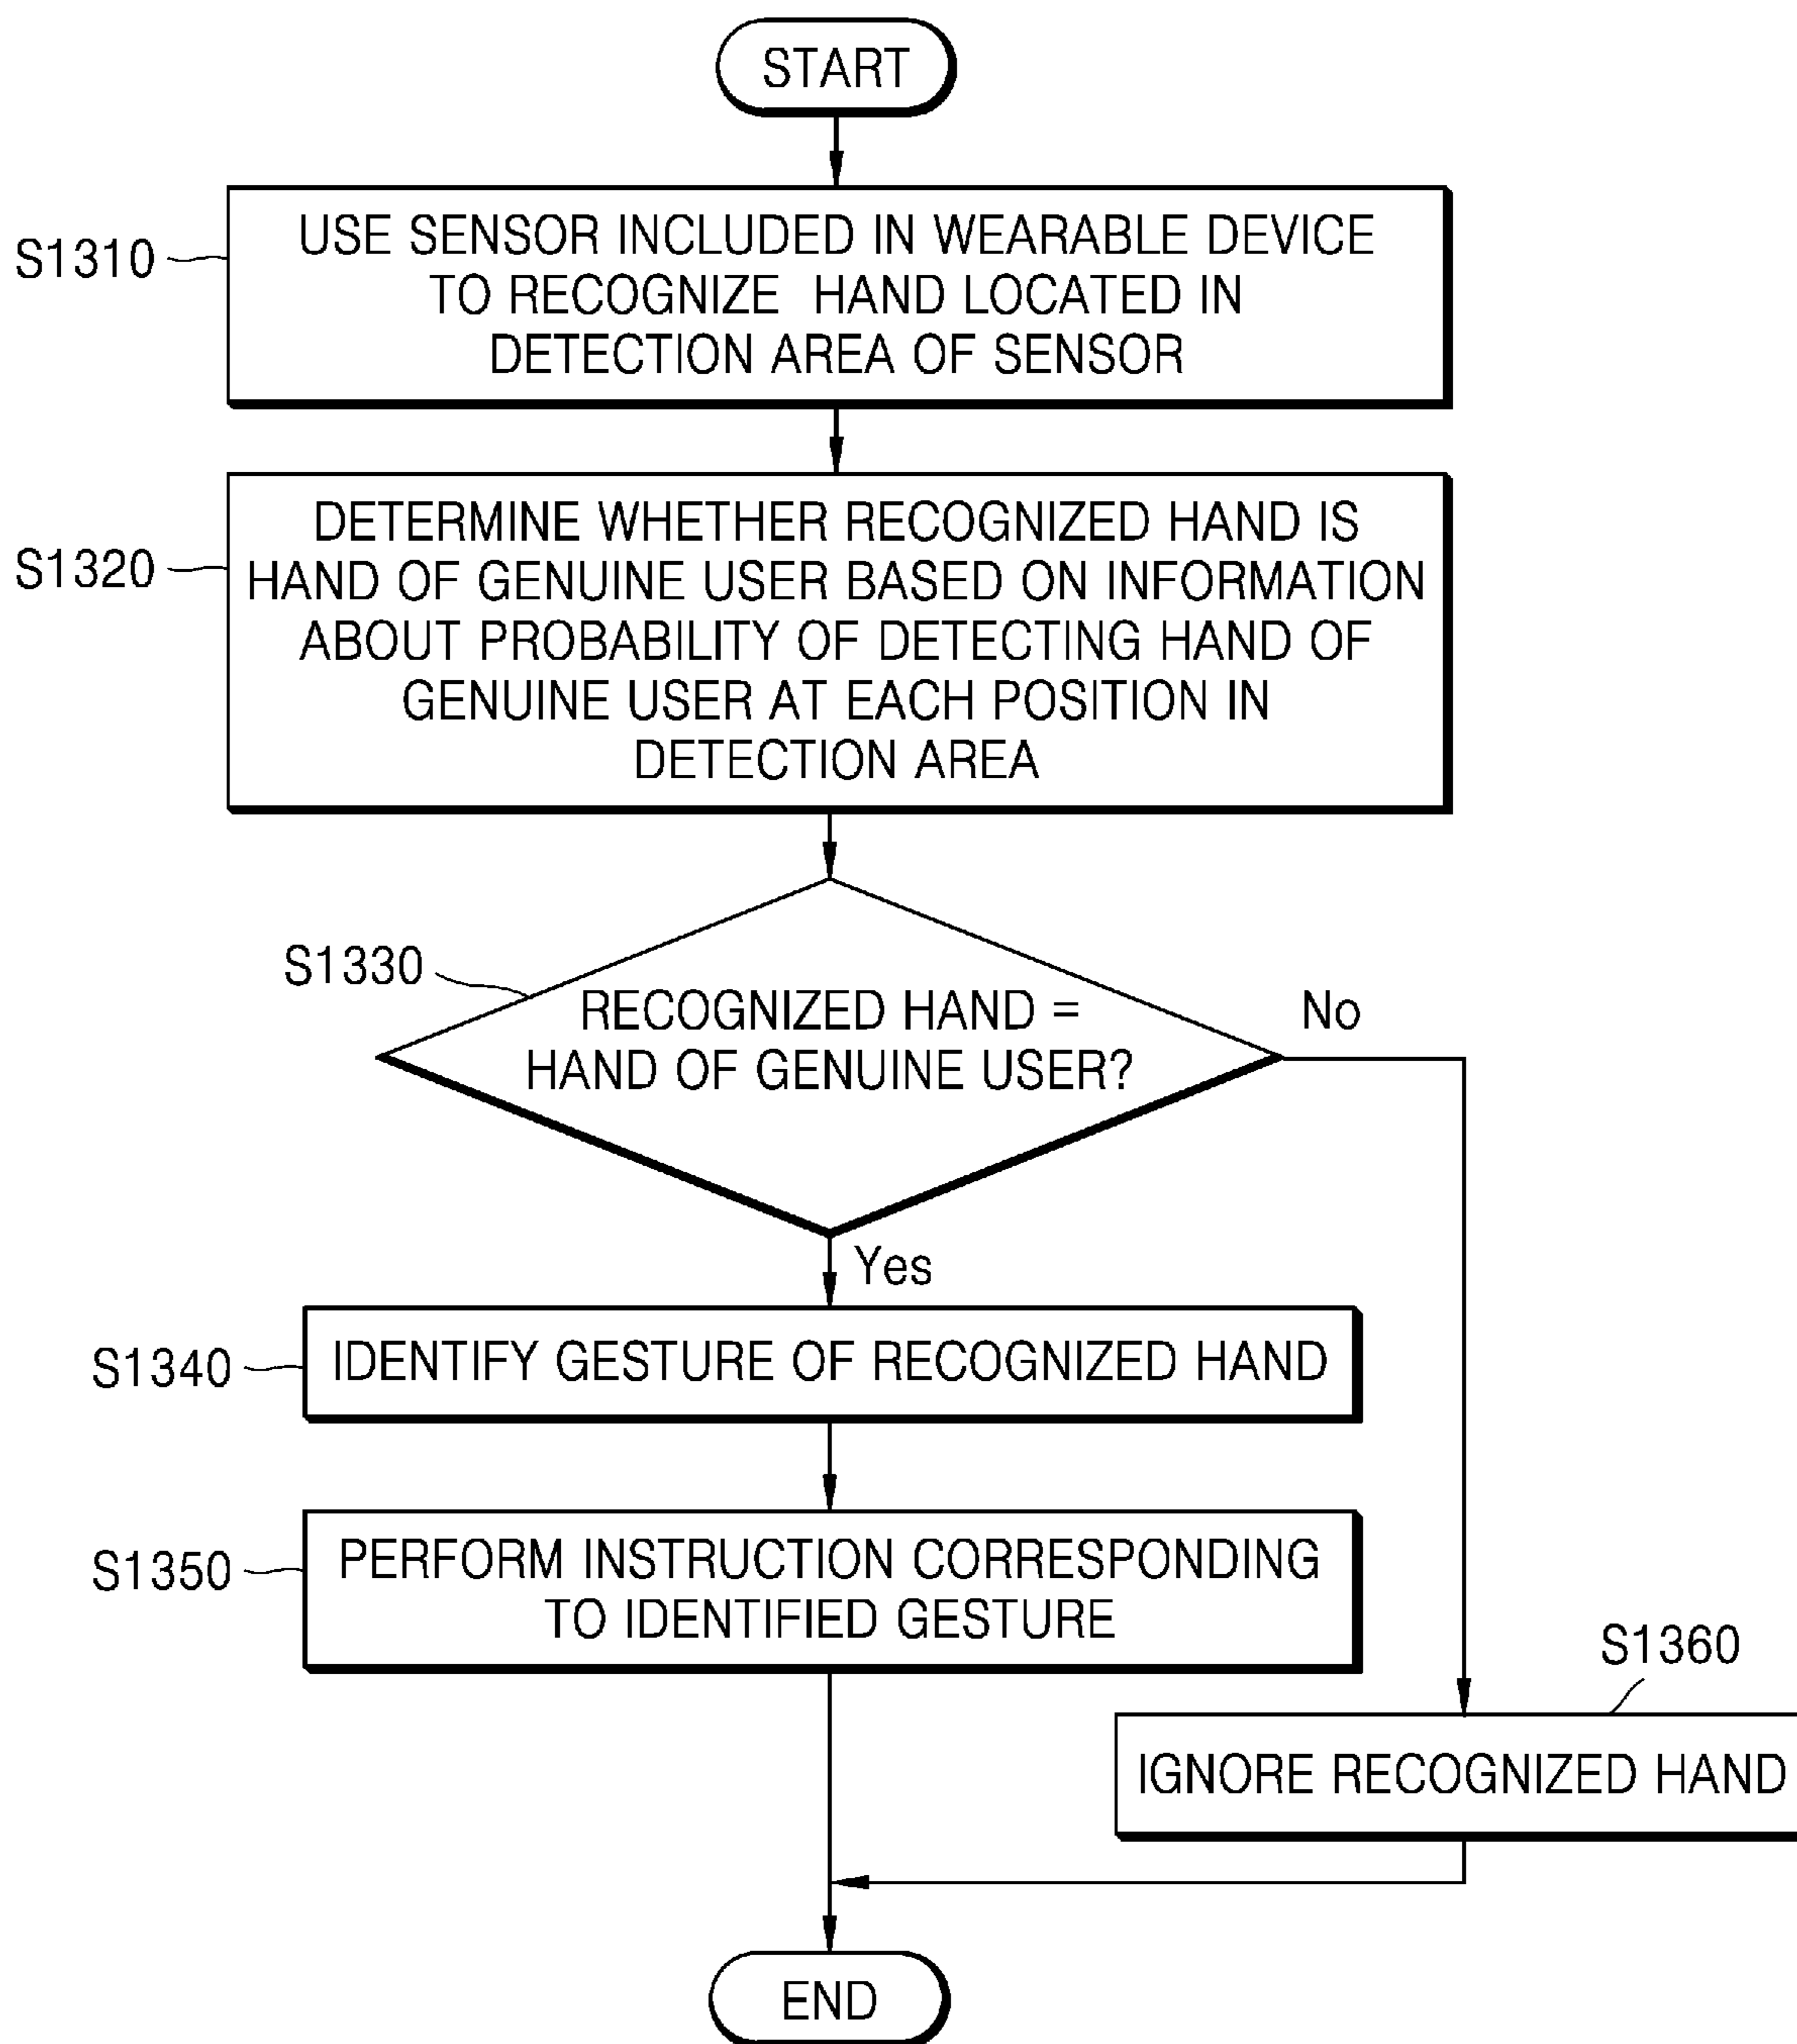 START
S1310
USE SENSOR INCLUDED IN WEARABLE DEVICE
TO RECOGNIZE HAND LOCATED IN
DETECTION AREA OF SENSOR
S1320
DETERMINE WHETHER RECOGNIZED HAND IS
HAND OF GENUINE USER BASED ON INFORMATION
ABOUT PROBABILITY OF DETECTING HAND OF
GENUINE USER AT EACH POSITION IN
DETECTION AREA
S1330
RECOGNIZED HAND =
HAND OF GENUINE USER?
No
Yes
S1340
IDENTIFY GESTURE OF RECOGNIZED HAND
S1350
PERFORM INSTRUCTION CORRESPONDING
TO IDENTIFIED GESTURE
S1360
IGNORE RECOGNIZED HAND
END